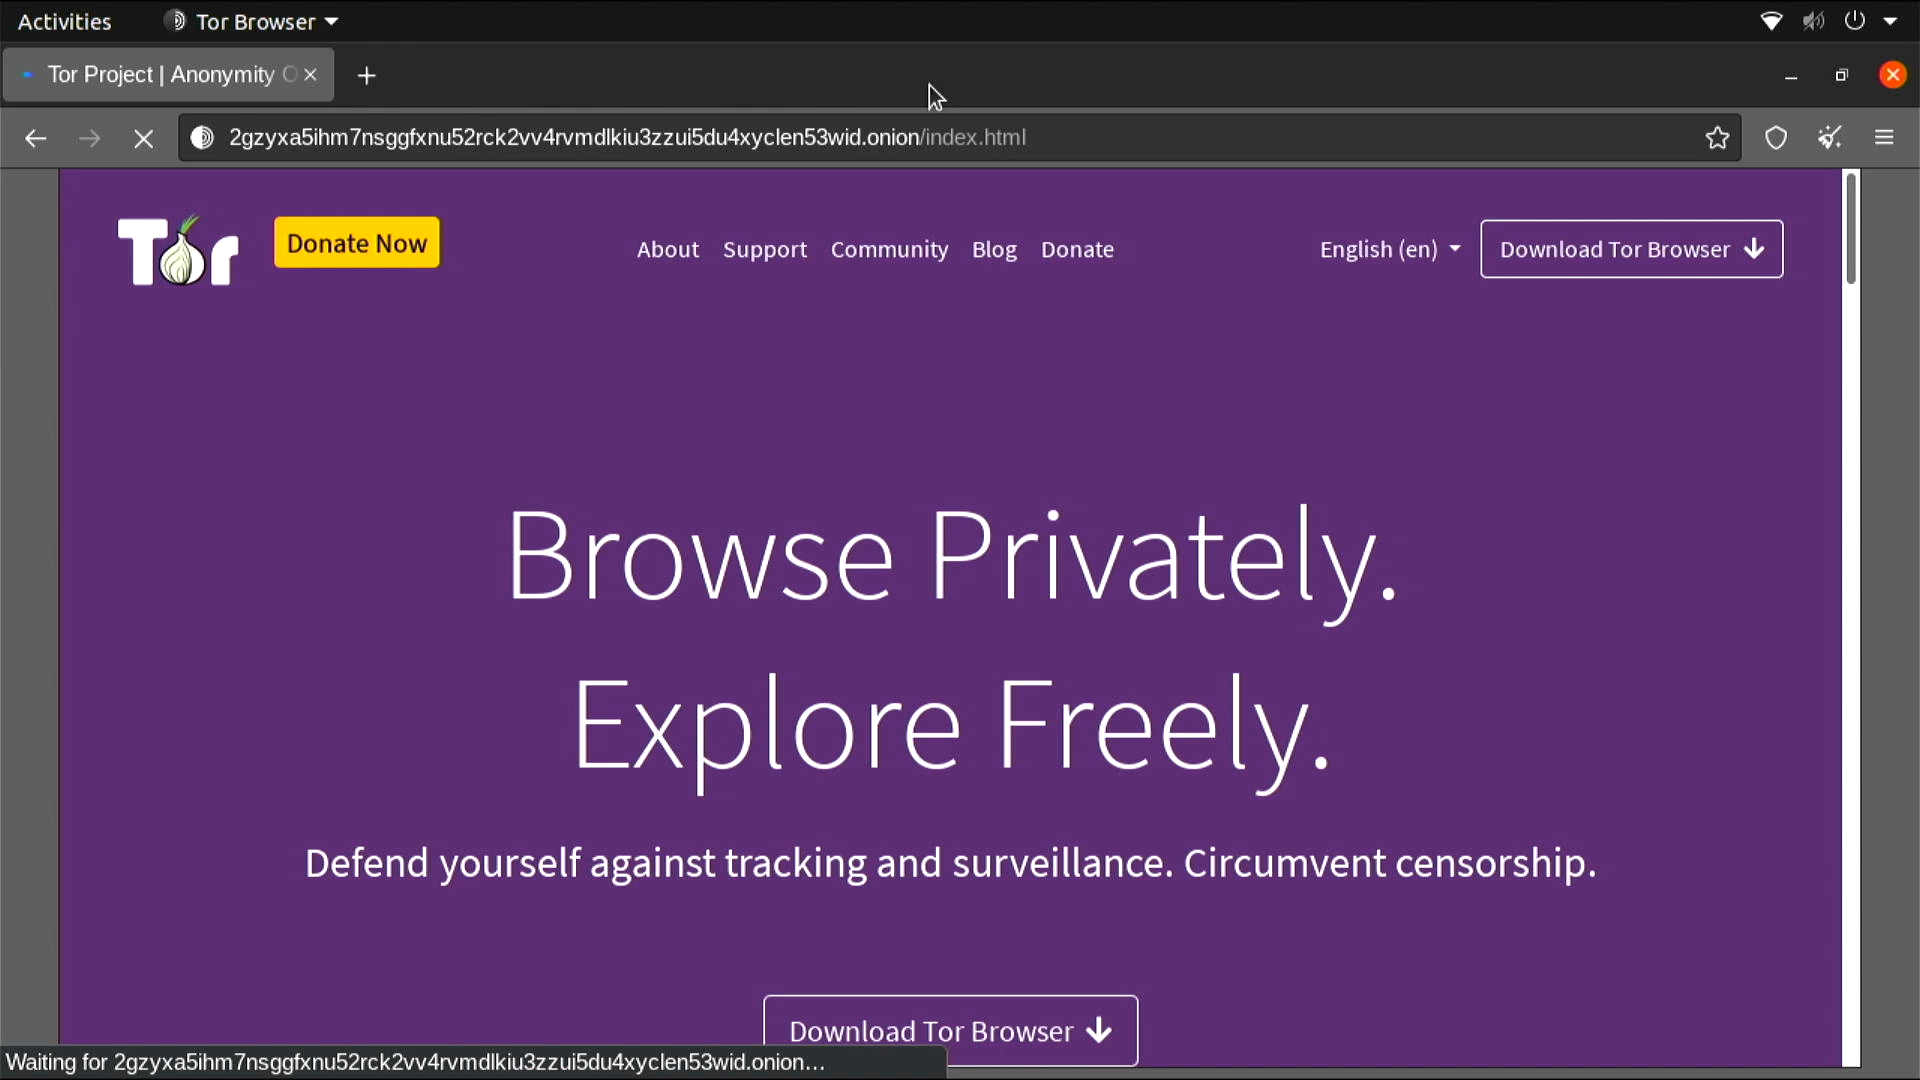 Activities
Tor Browser
Tor Project | Anonymity
2gzyxa5ihm7nsggfxnu52rck2vv4rvmdlkiu3zzui5du4xyclen53wid.onion/index.html
Tor
Donate Now
About
Support
Community
Blog
Donate
English (en)
Download Tor Browser
Browse Privately.
Explore Freely.
Defend yourself against tracking and surveillance. Circumvent censorship.
Download Tor Browser
Waiting for 2gzyxa5ihm7nsggfxnu52rck2vv4rvmdlkiu3zzui5du4xyclen53wid.onion…